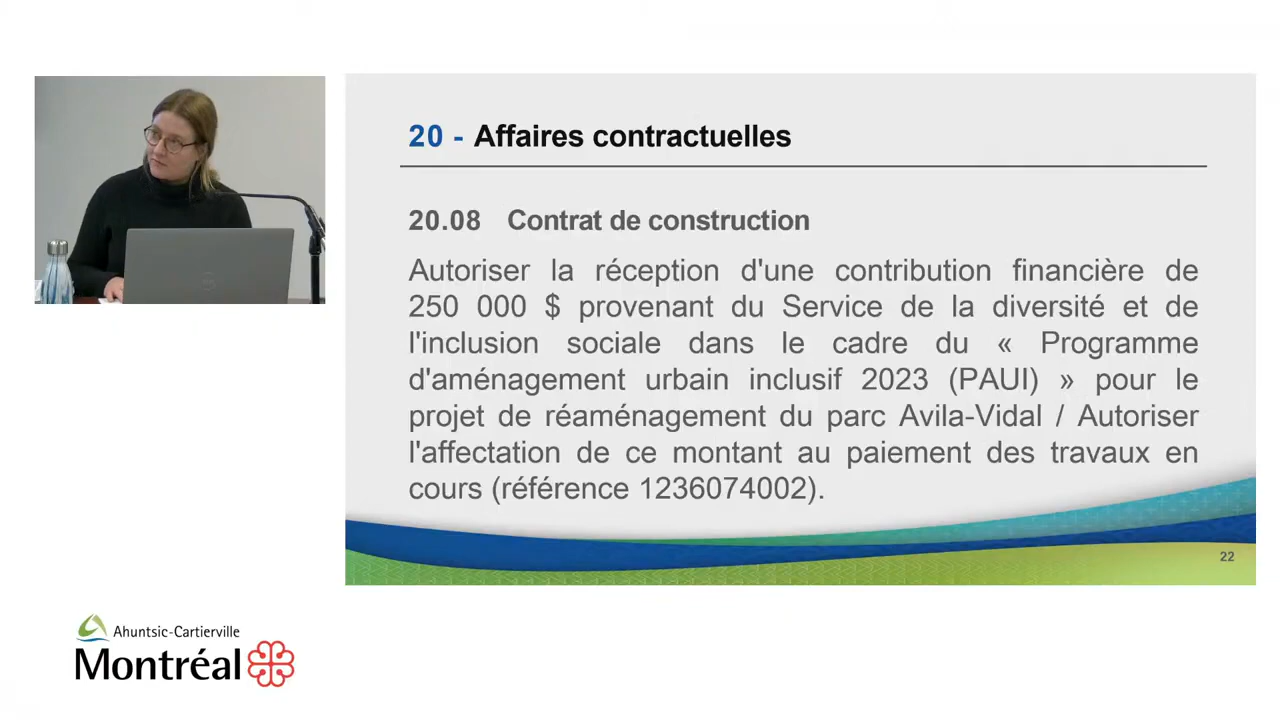 20 - Affaires contractuelles
20.08 Contrat de construction
Autoriser la réception d'une contribution financière de
250 000 $ provenant du Service de la diversité et de
l'inclusion sociale dans le cadre du « Programme
d'aménagement urbain inclusif 2023 (PAUI) » pour le
projet de réaménagement du parc Avila-Vidal / Autoriser
l'affectation de ce montant au paiement des travaux en
cours (référence 1236074002).
22
Ahuntsic-Cartierville
Montréal